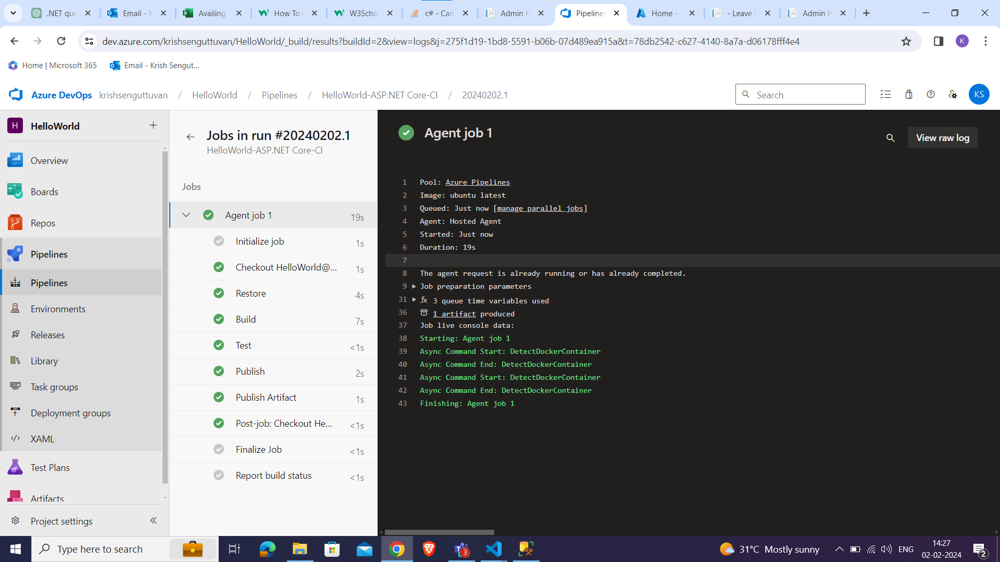 .NET que
Email - K
Availing
How To
W3Scho
c# - Can
Admin H
Pipelines
Home -
- Leave
Admin H
dev.azure.com/krishsenguttuvan/HelloWorld/_build/results?buildId=2&view=logs&j=275f1d19-1bd8-5591-b06b-07d489ea915a&t=78db2542-c627-4140-8a7a-d06178fff4e4
K
Home | Microsoft 365
Email - Krish Sengut...
Azure DevOps krishsenguttuvan / HelloWorld / Pipelines / HelloWorld-ASP.NET Core-CI / 20240202.1
Search
KS
H HelloWorld
Overview
Boards
Repos
Pipelines
Pipelines
Environments
Releases
Library
Task groups
Deployment groups
XAML
Test Plans
Artifacts
Project settings
Jobs in run #20240202.1
HelloWorld-ASP.NET Core-CI
Jobs
Agent job 1 19s
Initialize job 1s
Checkout HelloWorld@... 1s
Restore 4s
Build 7s
Test <1s
Publish 2s
Publish Artifact 1s
Post-job: Checkout He... <1s
Finalize Job <1s
Report build status <1s
Agent job 1
View raw log
1 Pool: Azure Pipelines
2 Image: ubuntu latest
3 Queued: Just now [manage parallel jobs]
4 Agent: Hosted Agent
5 Started: Just now
6 Duration: 19s
7
8 The agent request is already running or has already completed.
9 Job preparation parameters
31 fx 3 queue time variables used
36 1 artifact produced
37 Job live console data:
38 Starting: Agent job 1
39 Async Command Start: DetectDockerContainer
40 Async Command End: DetectDockerContainer
41 Async Command Start: DetectDockerContainer
42 Async Command End: DetectDockerContainer
43 Finishing: Agent job 1
Type here to search
3
31°C Mostly sunny
ENG
14:27
02-02-2024
2